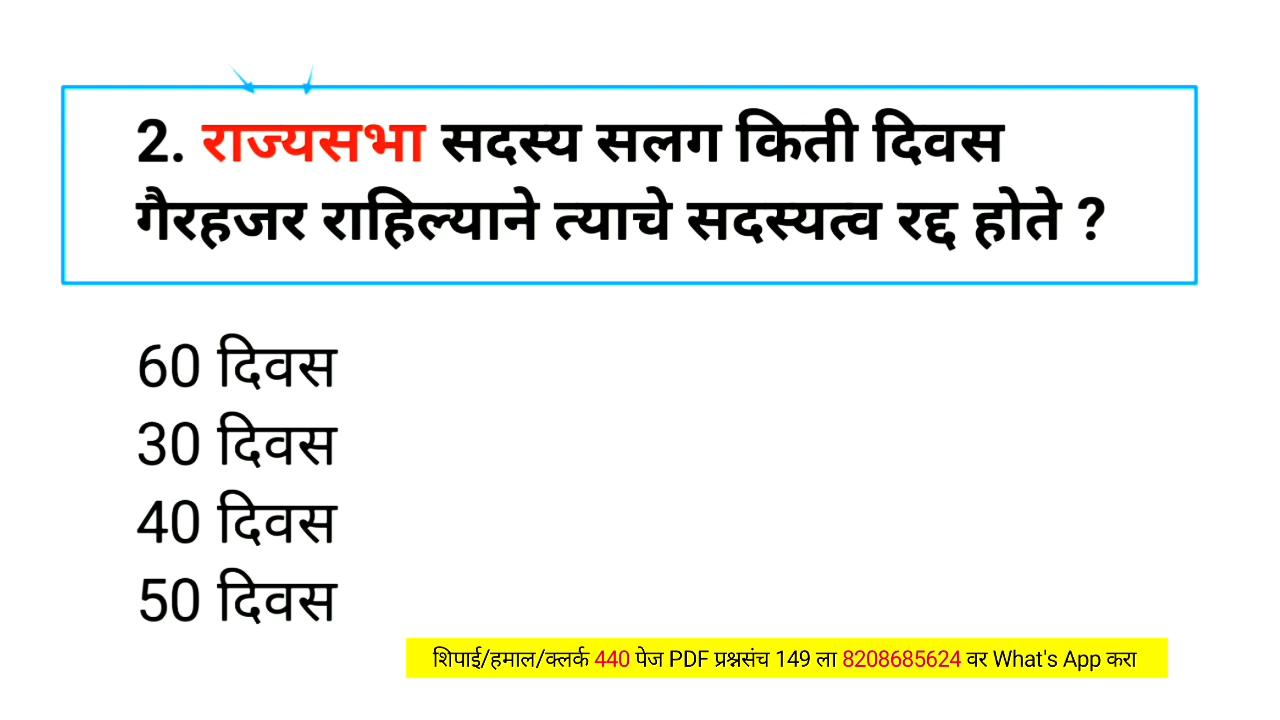 2. राज्यसभा सदस्य सलग किती दिवस
गैरहजर राहिल्याने त्याचे सदस्यत्व रद्द होते ?
60 दिवस
30 दिवस
40 दिवस
50 दिवस
शिपाई/हमाल/क्लर्क 440 पेज PDF प्रश्नसंच 149 ला 8208685624 वर What's App करा